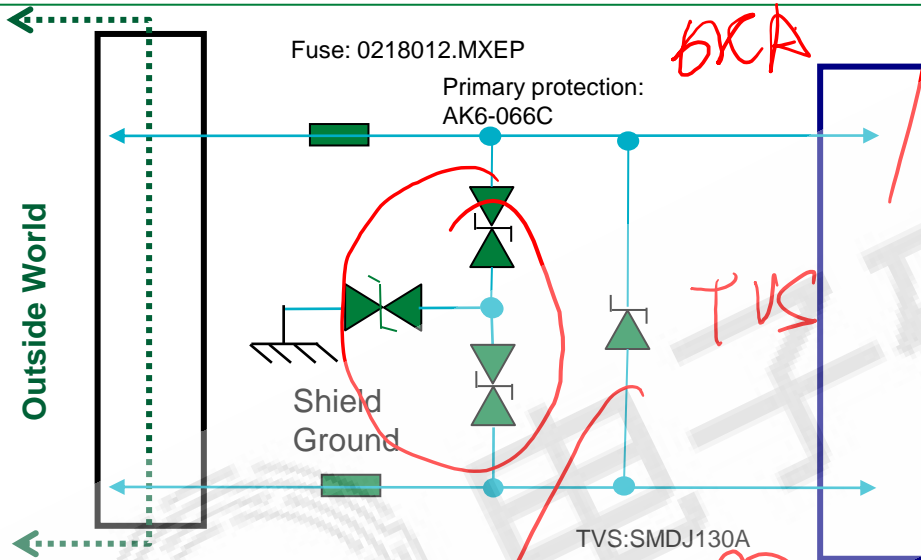 Fuse: 0218012.MXEP
Primary protection:
AK6-066C
Outside World
TVS
Shield
Ground
TVS:SMDJ130A